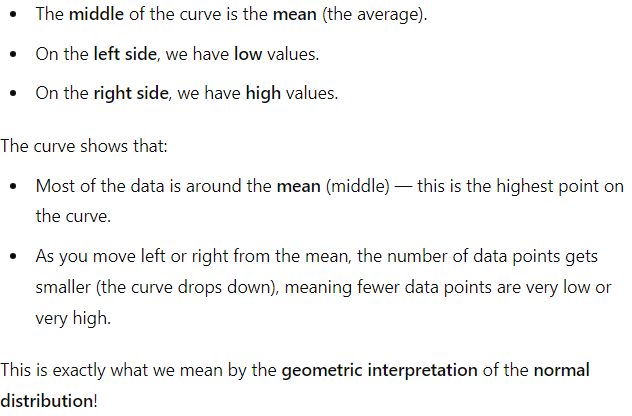 • The middle of the curve is the mean (the average).
• On the left side, we have low values.
• On the right side, we have high values.
The curve shows that:
• Most of the data is around the mean (middle) — this is the highest point on
the curve.
• As you move left or right from the mean, the number of data points gets
smaller (the curve drops down), meaning fewer data points are very low or
very high.
This is exactly what we mean by the geometric interpretation of the normal
distribution!